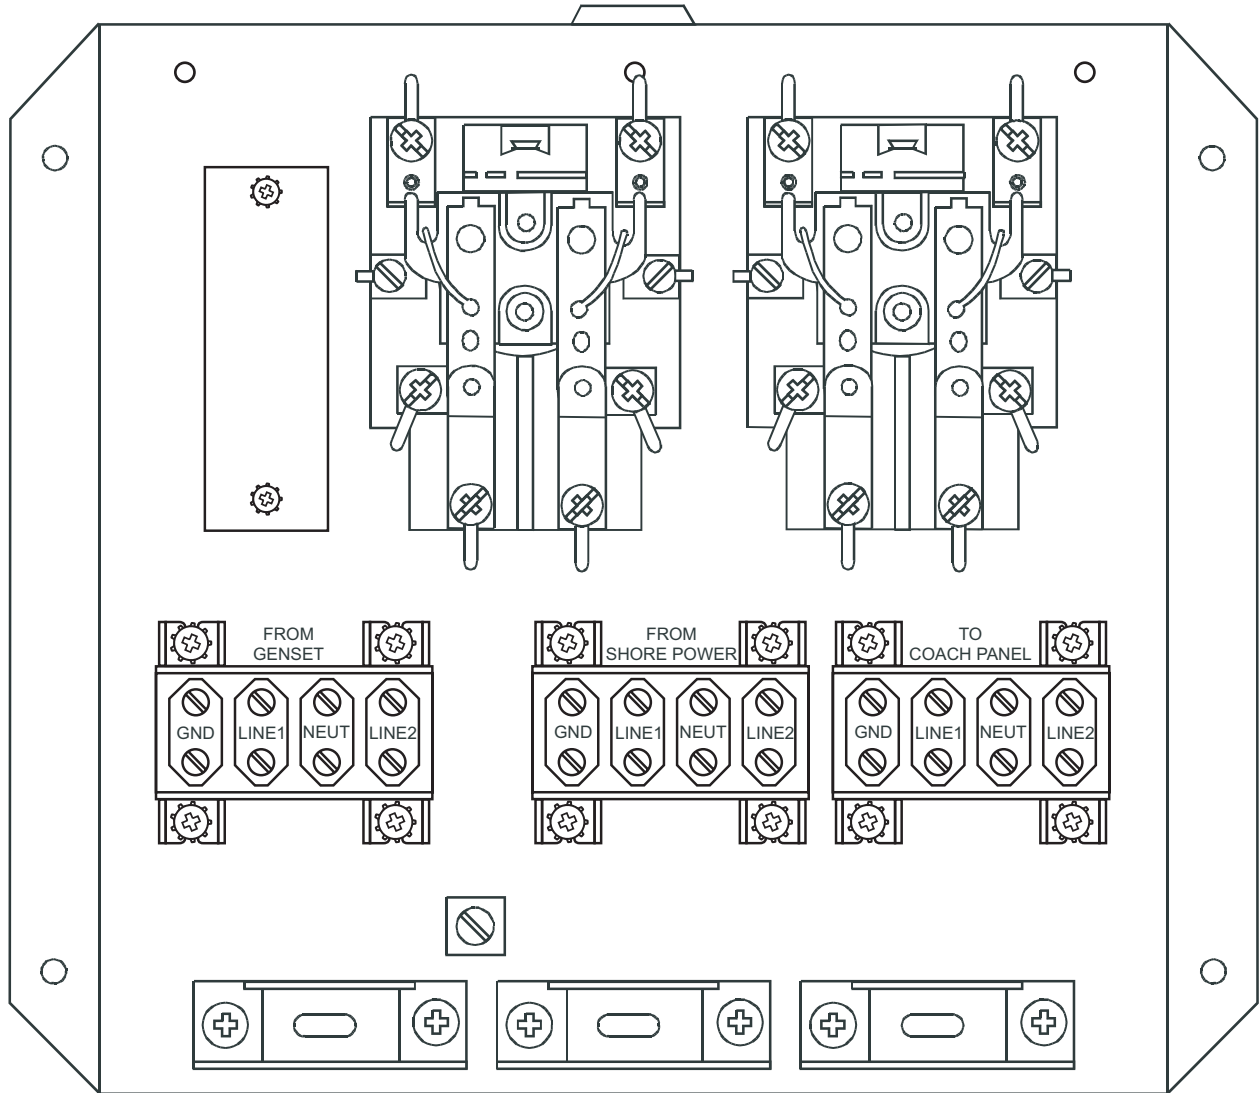 FROM
GENSET
FROM
SHORE POWER
TO
COACH PANEL
GND LINE1 NEUT LINE2
GND LINE1 NEUT LINE2
GND LINE1 NEUT LINE2